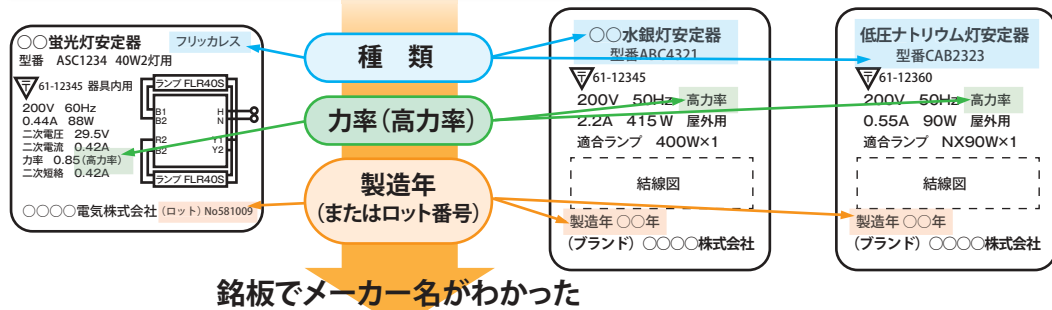 ○○蛍光灯安定器 フリッカレス
型番 ASC1234 40W2灯用
61-12345 器具内用
200V 60Hz
0.44A 88W
二次電圧 29.5V
二次電流 0.42A
力率 0.85(高力率)
二次短絡 0.42A
ランプ FLR40S
B1
B2
H
N
R2
B2
Y1
Y2
ランプ FLR40S
○○○○電気株式会社 (ロット) No581009
種類
力率(高力率)
製造年
(またはロット番号)
○○水銀灯安定器
型番ABC4321
61-12345
200V 50Hz 高力率
2.2A 415W 屋外用
適合ランプ 400W×1
結線図
製造年 ○○年
(ブランド) ○○○○株式会社
低圧ナトリウム灯安定器
型番CAB2323
61-12360
200V 50Hz 高力率
0.55A 90W 屋外用
適合ランプ NX90W×1
結線図
製造年 ○○年
(ブランド) ○○○○株式会社
銘板でメーカー名がわかった